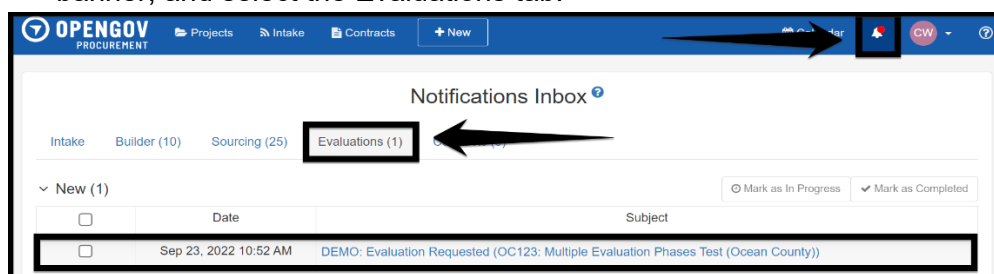 banner, and select the Evaluations tab.
OPENGOV
PROCUREMENT
Projects Intake Contracts + New CW
Notifications Inbox
Intake Builder (10) Sourcing (25) Evaluations (1)
New (1) Mark as In Progress Mark as Completed
Date Subject
Sep 23, 2022 10:52 AM DEMO: Evaluation Requested (OC123: Multiple Evaluation Phases Test (Ocean County))